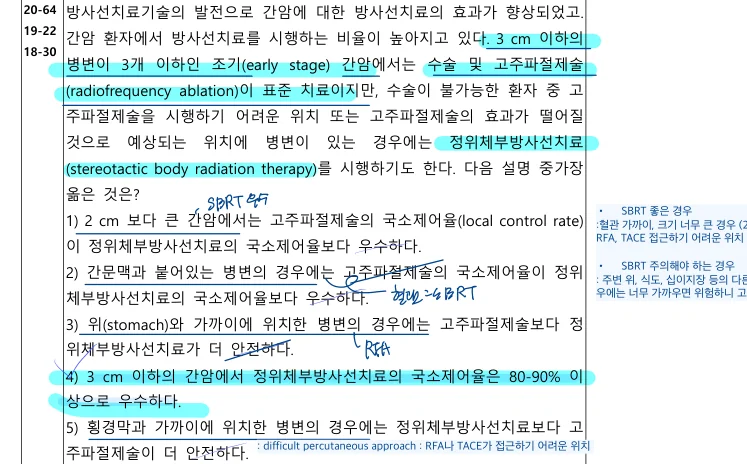 20-64
19-22
18-30
방사선치료기술의 발전으로 간암에 대한 방사선치료의 효과가 향상되었고.
간암 환자에서 방사선치료를 시행하는 비율이 높아지고 있다. 3 cm 이하의
병변이 3개 이하인 조기(early stage) 간암에서는 수술 및 고주파절제술
(radiofrequency ablation)이 표준 치료이지만, 수술이 불가능한 환자 중 고
주파절제술을 시행하기 어려운 위치 또는 고주파절제술의 효과가 떨어질
것으로 예상되는 위치에 병변이 있는 경우에는 정위체부방사선치료
(stereotactic body radiation therapy)를 시행하기도 한다. 다음 설명 중가장
옳은 것은?
SBRT 우수
1) 2 cm 보다 큰 간암에서는 고주파절제술의 국소제어율(local control rate)
이 정위체부방사선치료의 국소제어율보다 우수하다.
2) 간문맥과 붙어있는 병변의 경우에는 고주파절제술의 국소제어율이 정위
체부방사선치료의 국소제어율보다 우수하다.
혈관=SBRT
3) 위(stomach)와 가까이에 위치한 병변의 경우에는 고주파절제술보다 정
위체부방사선치료가 더 안전하다.
RFA
4) 3 cm 이하의 간암에서 정위체부방사선치료의 국소제어율은 80-90% 이
상으로 우수하다.
5) 횡경막과 가까이에 위치한 병변의 경우에는 정위체부방사선치료보다 고
주파절제술이 더 안전하다.
: difficult percutaneous approach : RFA나 TACE가 접근하기 어려운 위치
• SBRT 좋은 경우
:혈관 가까이, 크기 너무 큰 경우 (2
RFA, TACE 접근하기 어려운 위치
• SBRT 주의해야 하는 경우
: 주변 위, 식도, 십이지장 등의 다른
우에는 너무 가까우면 위험하니 고